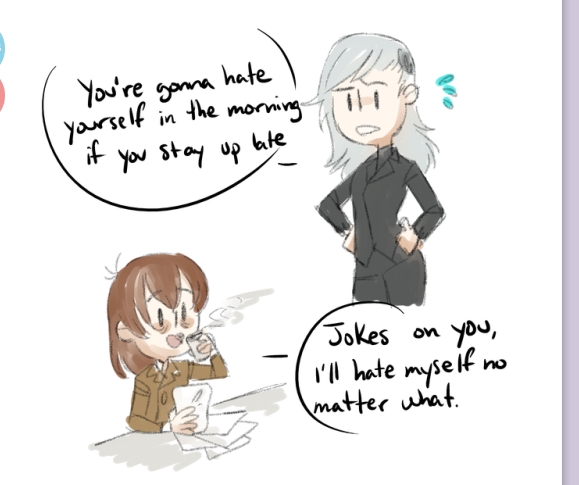 You're gonna hate
yourself in the morning
if you stay up late
Jokes on you,
i'll hate myself no
matter what.